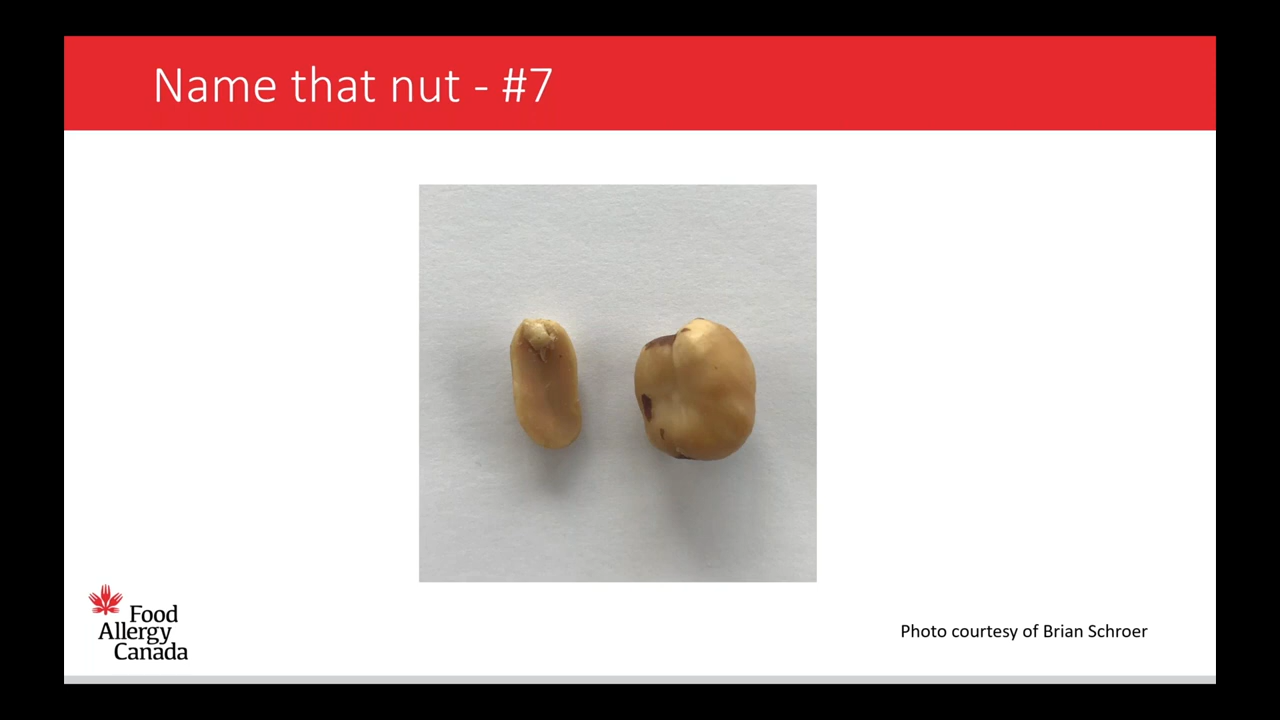 Name that nut - #7
Food
Allergy
Canada
Photo courtesy of Brian Schroer